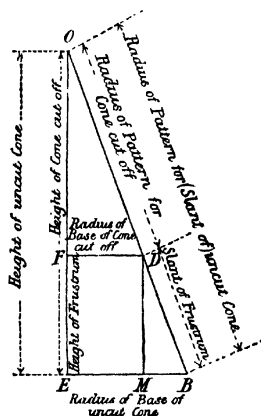 O
Height of uncut Cone
Height of Cone cut off
Radius of Pattern for
Cone cut off
Radius of Pattern for (Slant of) uncut Cone
Radius of
Base of Cone
cut off
F
D
Height of Frustrum
Slant of Frustrum
E
M
B
Radius of Base of
uncut Cone